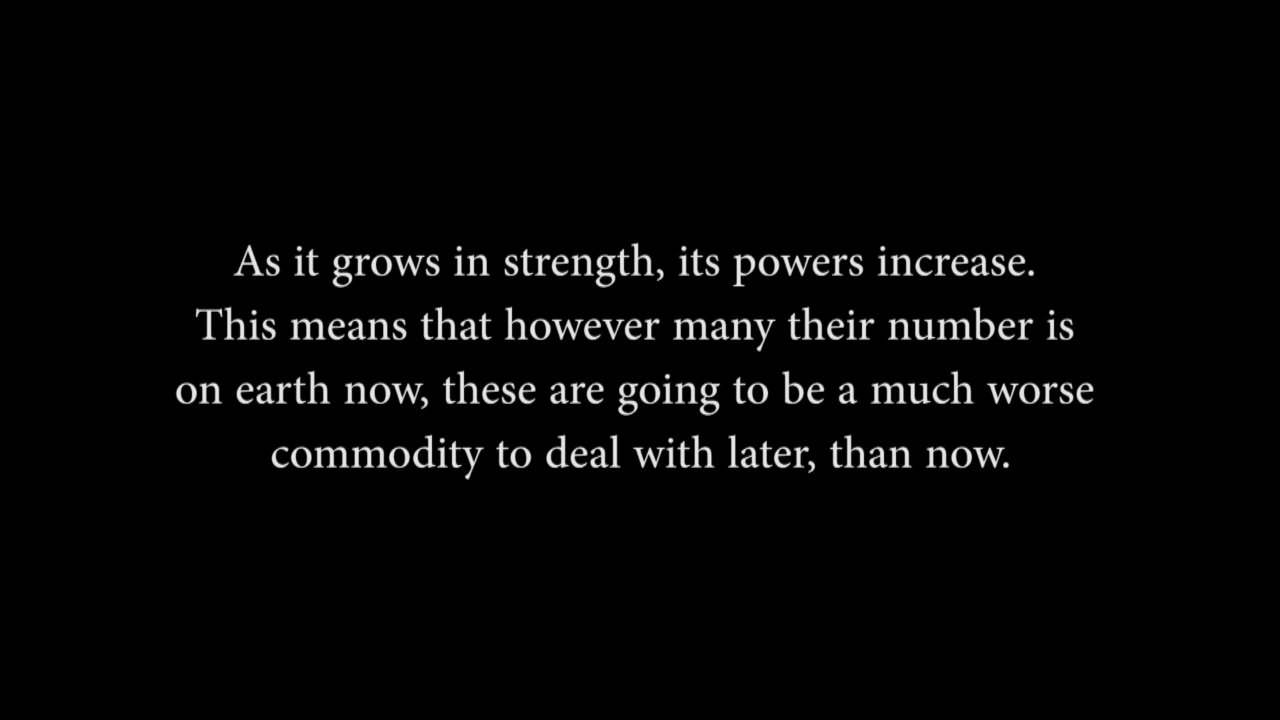 As it grows in strength, its powers increase.
This means that however many their number is
on earth now, these are going to be a much worse
commodity to deal with later, than now.